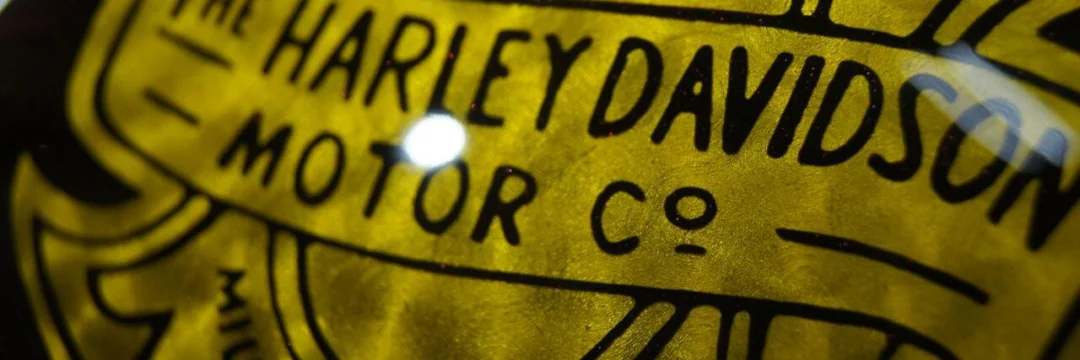 THE HARLEY DAVIDSON
MOTOR Cº